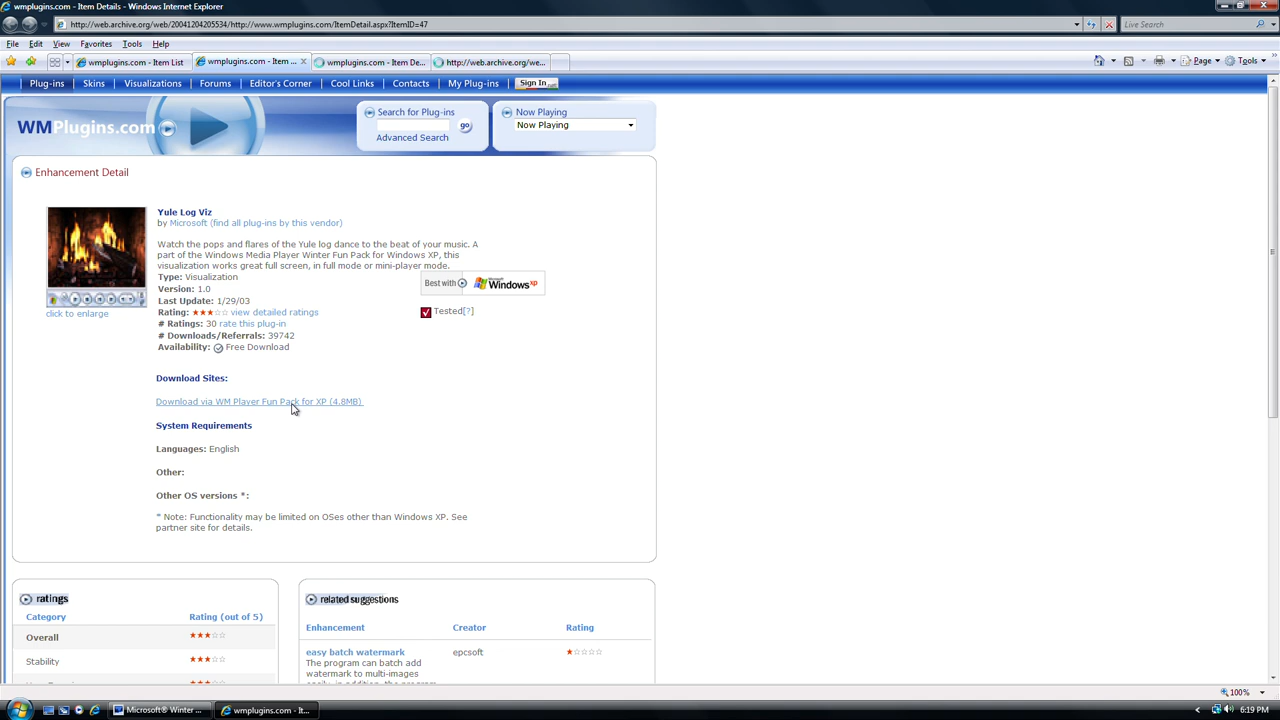 wmplugins.com - Item Details - Windows Internet Explorer
http://web.archive.org/web/20041204205534/http://www.wmplugins.com/ItemDetail.aspx?ItemID=47
Live Search
File Edit View Favorites Tools Help
wmplugins.com - Item List
wmplugins.com - Item ...
wmplugins.com - Item De...
http://web.archive.org/we...
Page
Tools
Plug-ins Skins Visualizations Forums Editor's Corner Cool Links Contacts My Plug-ins Sign In
WMPlugins.com
Search for Plug-ins
go
Advanced Search
Now Playing
Now Playing
Enhancement Detail
Yule Log Viz
by Microsoft (find all plug-ins by this vendor)
Watch the pops and flares of the Yule log dance to the beat of your music. A
part of the Windows Media Player Winter Fun Pack for Windows XP, this
visualization works great full screen, in full mode or mini-player mode.
Type: Visualization
Version: 1.0
Last Update: 1/29/03
Rating: view detailed ratings
# Ratings: 30 rate this plug-in
# Downloads/Referrals: 39742
Availability: Free Download
click to enlarge
Best with Microsoft Windows xp
Tested[?]
Download Sites:
Download via WM Player Fun Pack for XP (4.8MB)
System Requirements
Languages: English
Other:
Other OS versions *:
* Note: Functionality may be limited on OSes other than Windows XP. See
partner site for details.
ratings
Category Rating (out of 5)
Overall
Stability
related suggestions
Enhancement Creator Rating
easy batch watermark epcsoft
The program can batch add
watermark to multi-images
100%
Microsoft® Winter ...
wmplugins.com - It...
6:19 PM